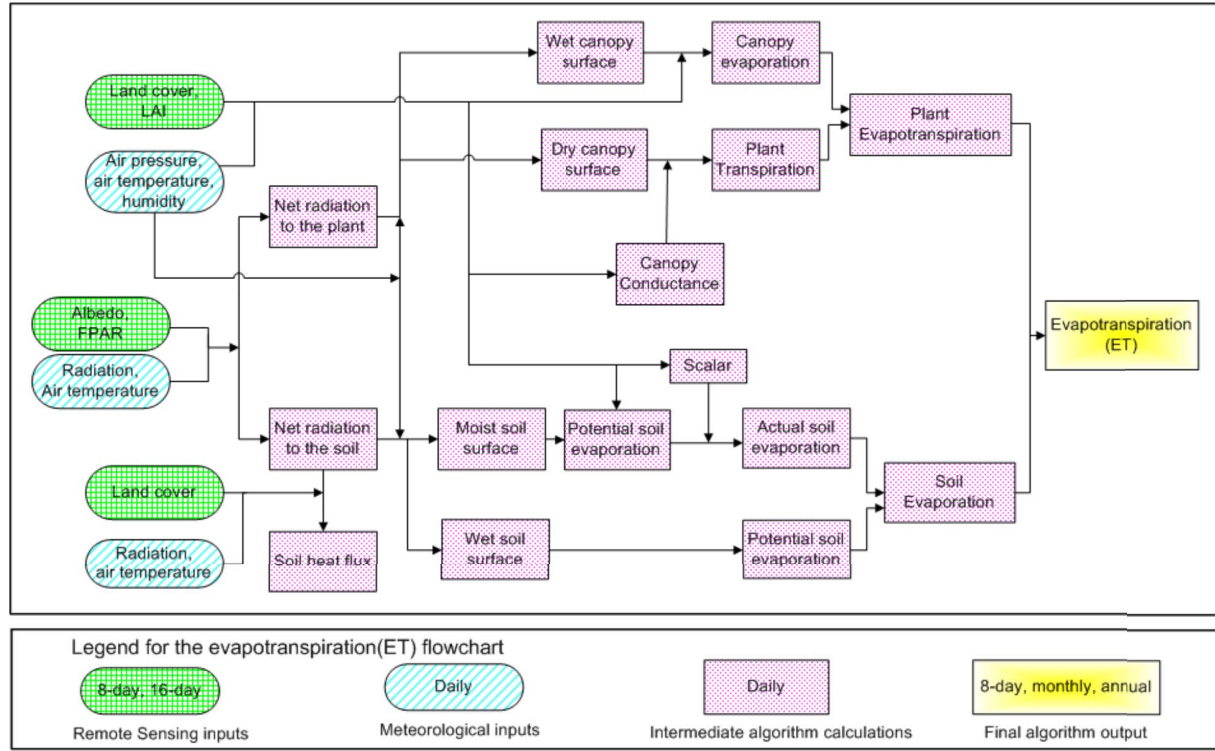 Wet canopy
surface
Canopy
evaporation
Land cover,
LAI
Plant
Evapotranspiration
Dry canopy
surface
Plant
Transpiration
Air pressure,
air temperature,
humidity
Net radiation
to the plant
Canopy
Conductance
Albedo,
FPAR
Evapotranspiration
(ET)
Radiation,
Air temperature
Scalar
Net radiation
to the soil
Moist soil
surface
Potential soil
evaporation
Actual soil
evaporation
Land cover
Soil
Evaporation
Radiation,
air temperature
Soil heat flux
Wet soil
surface
Potential soil
evaporation
Legend for the evapotranspiration(ET) flowchart
8-day, 16-day
Daily
Daily
8-day, monthly, annual
Remote Sensing inputs
Meteorological inputs
Intermediate algorithm calculations
Final algorithm output